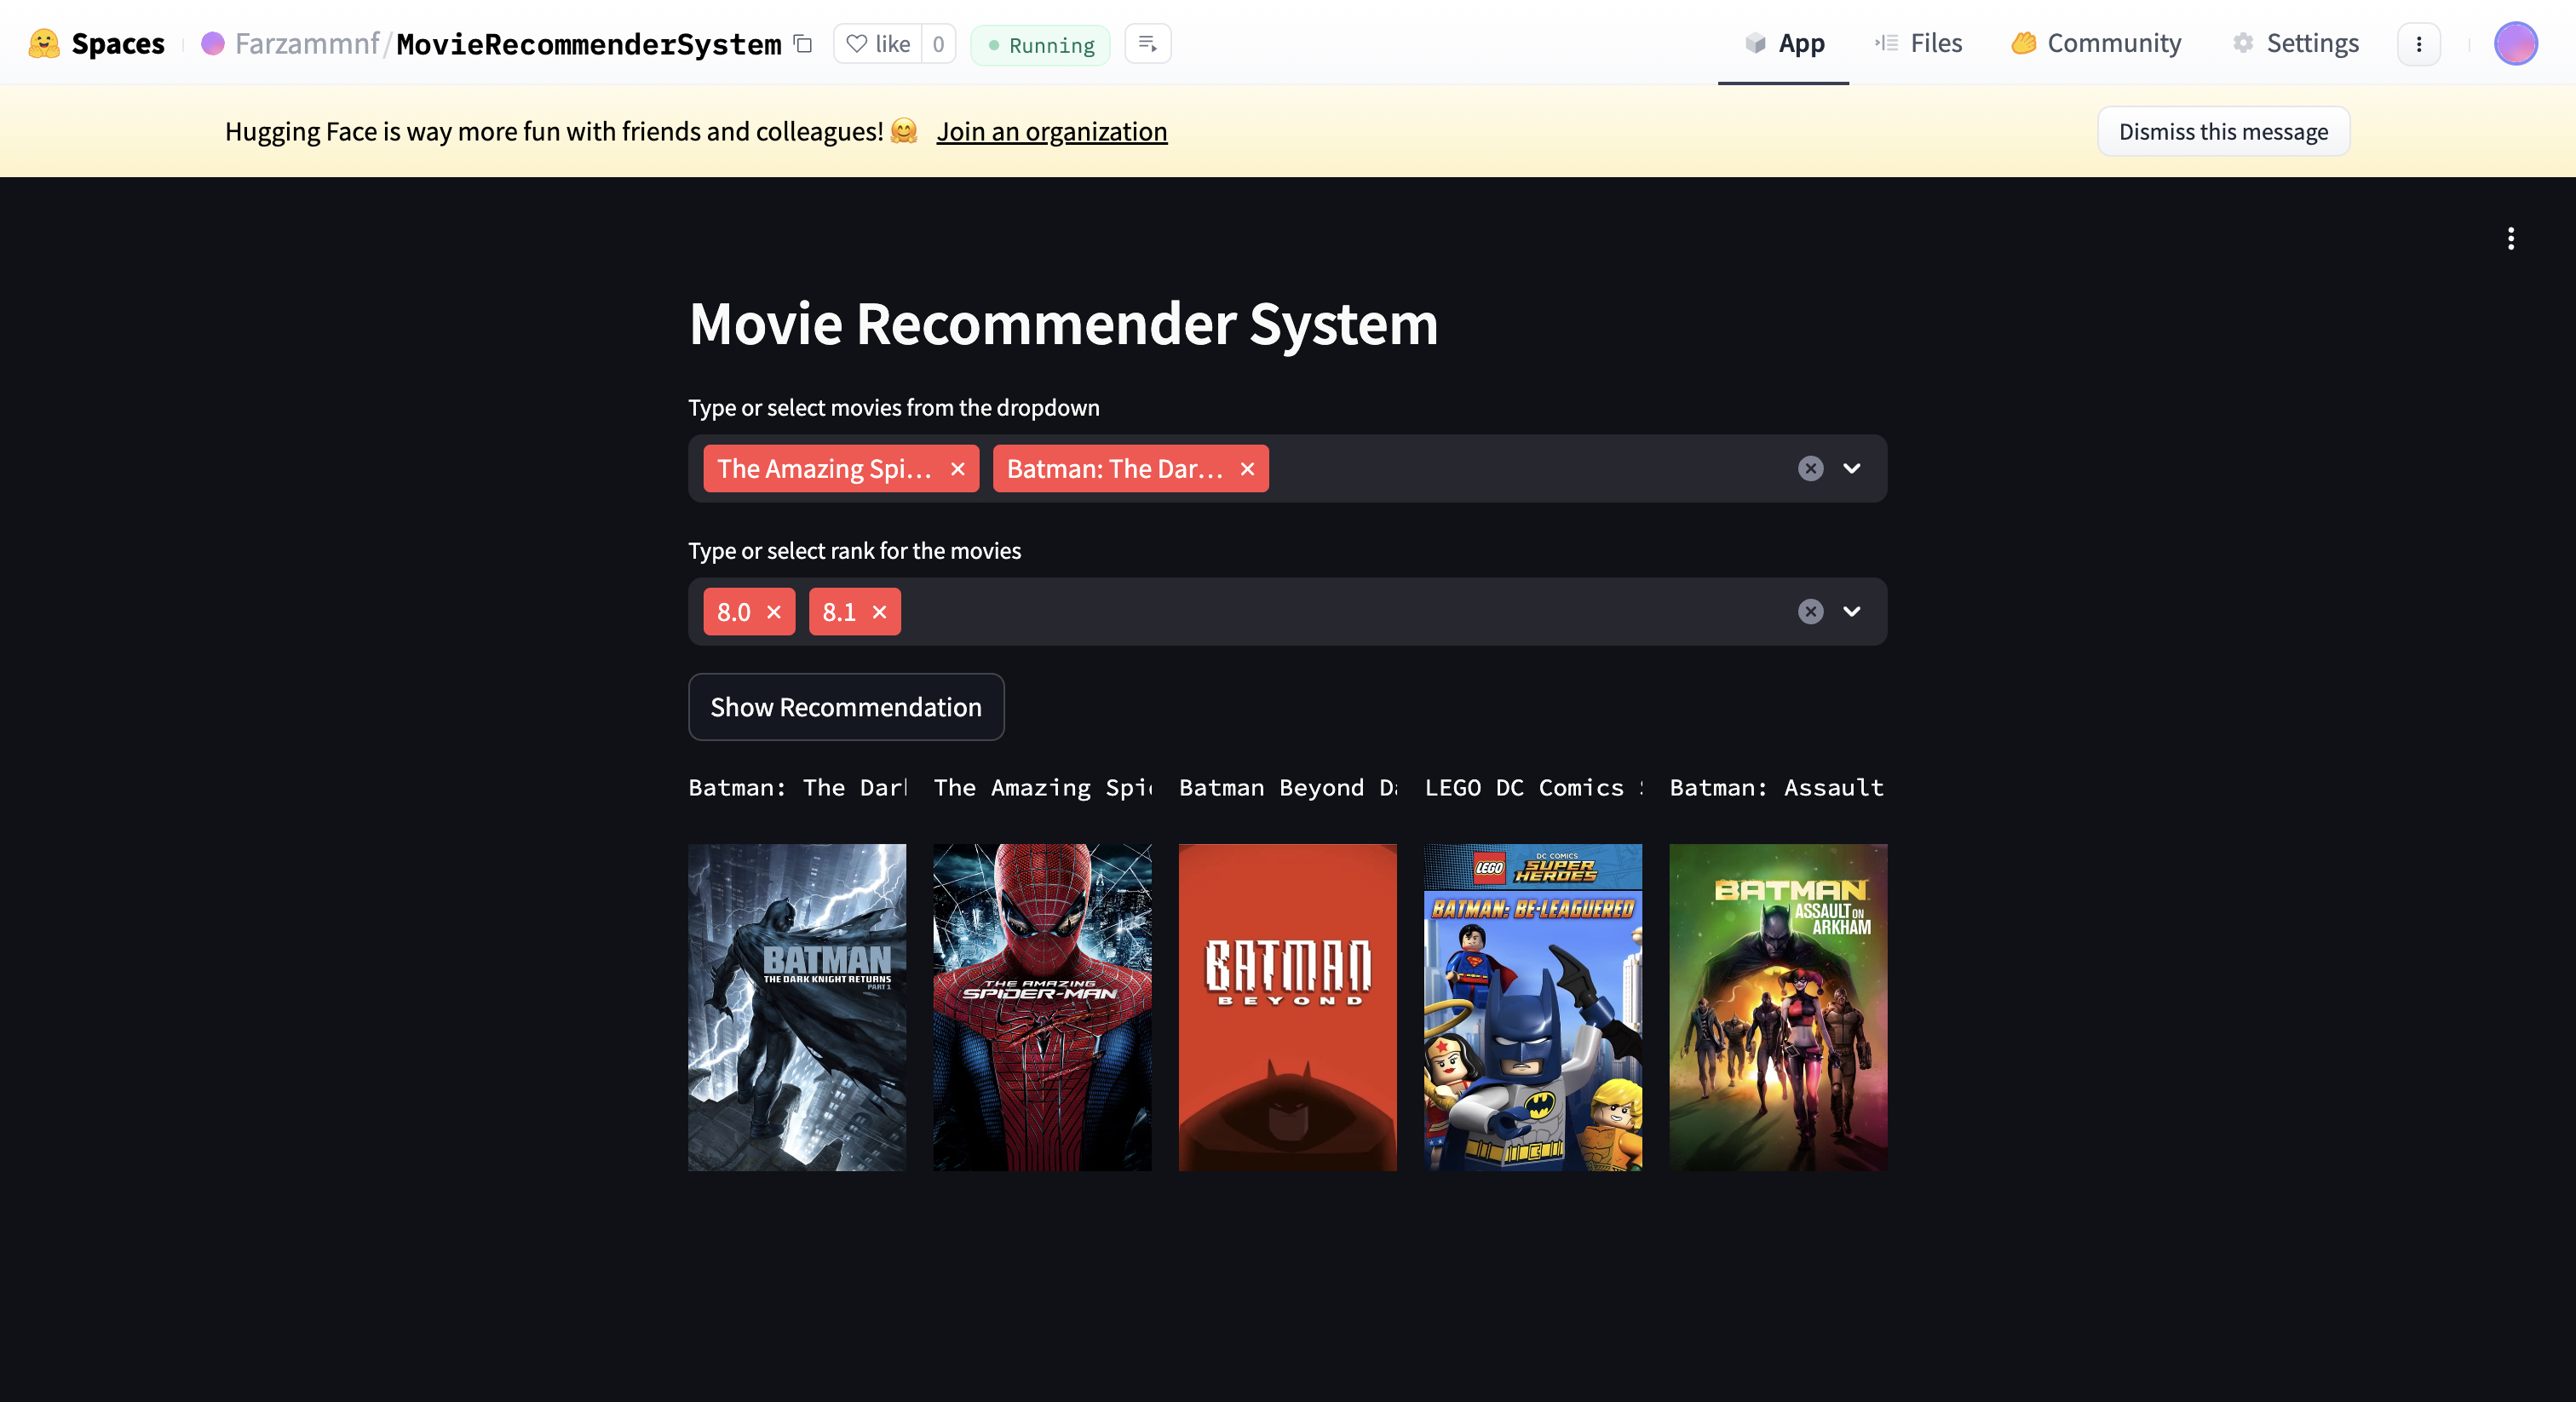 Spaces Farzammnf/MovieRecommenderSystem like 0 Running App Files Community Settings
Hugging Face is way more fun with friends and colleagues! Join an organization Dismiss this message
Movie Recommender System
Type or select movies from the dropdown
The Amazing Spi... Batman: The Dar...
Type or select rank for the movies
8.0 8.1
Show Recommendation
Batman: The Dark The Amazing Spi Batman Beyond Da LEGO DC Comics Batman: Assault
BATMAN
THE DARK KNIGHT RETURNS
PART 1
THE AMAZING
SPIDER-MAN
BATMAN
BEYOND
LEGO DC COMICS
SUPER
HEROES
BATMAN: BE-LEAGUERED
BATMAN
ASSAULT ON
ARKHAM